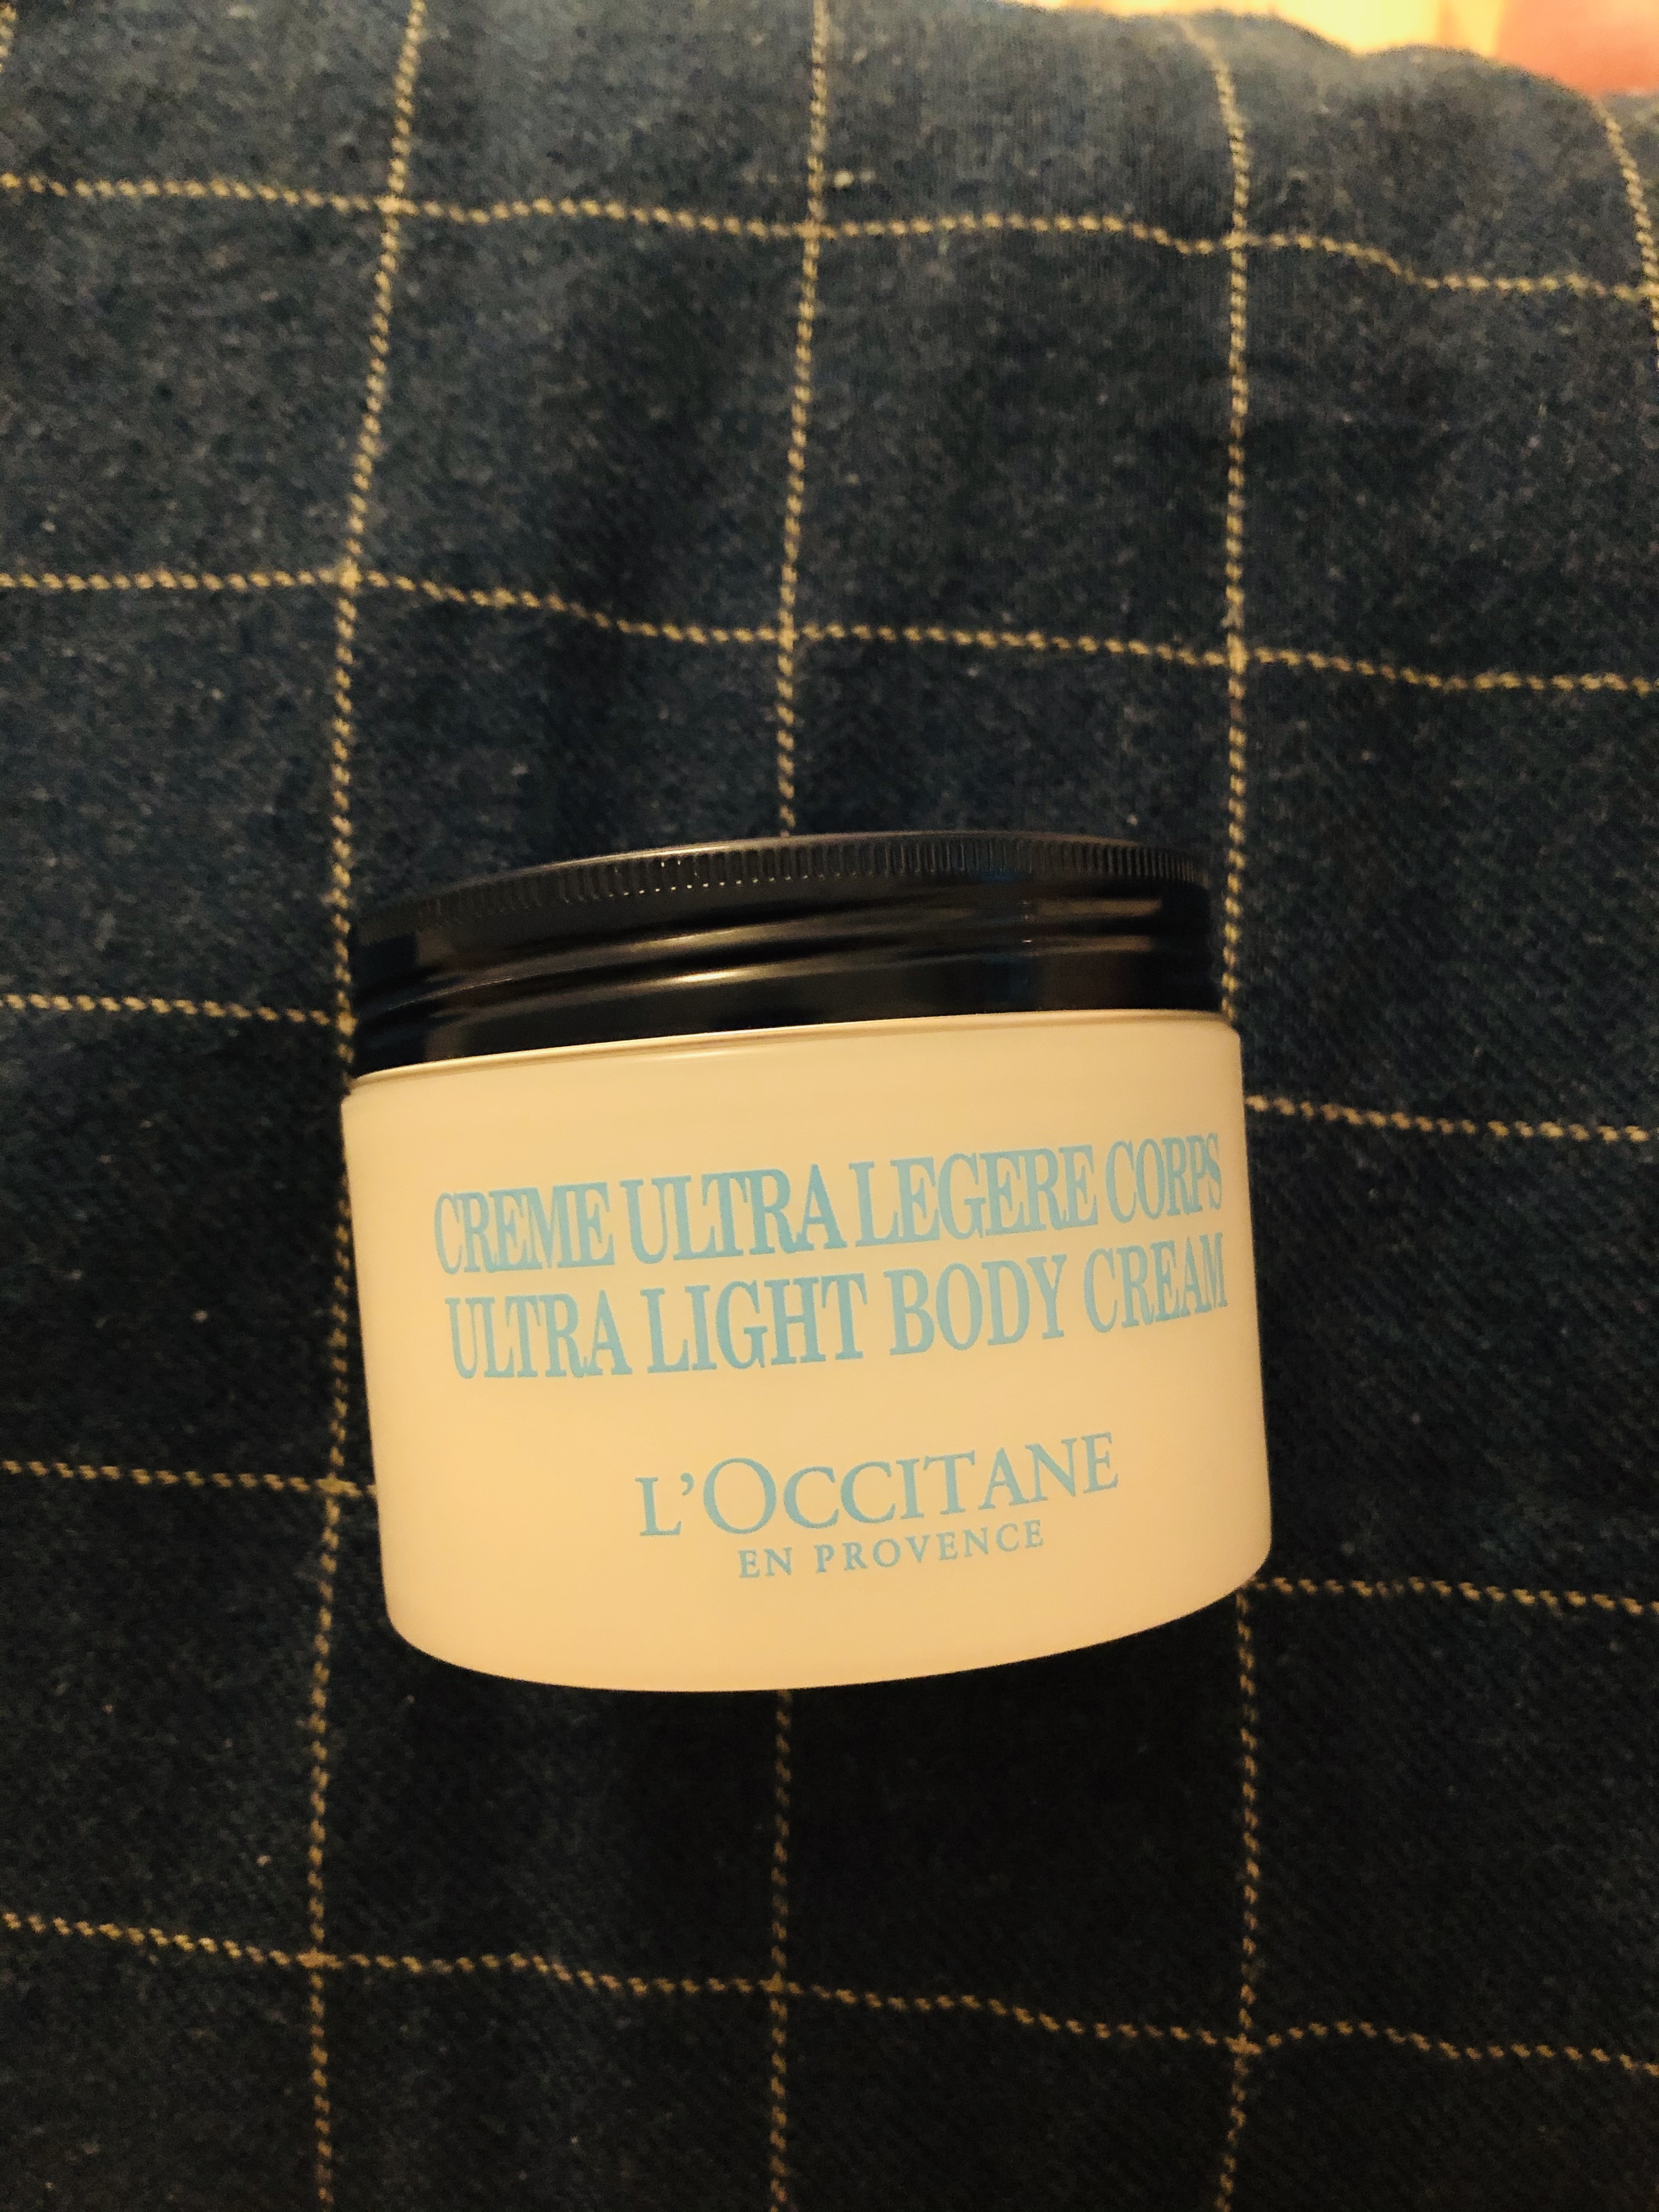 CREME ULTRA LEGERE CORPS
ULTRA LIGHT BODY CREAM
L'OCCITANE
EN PROVENCE